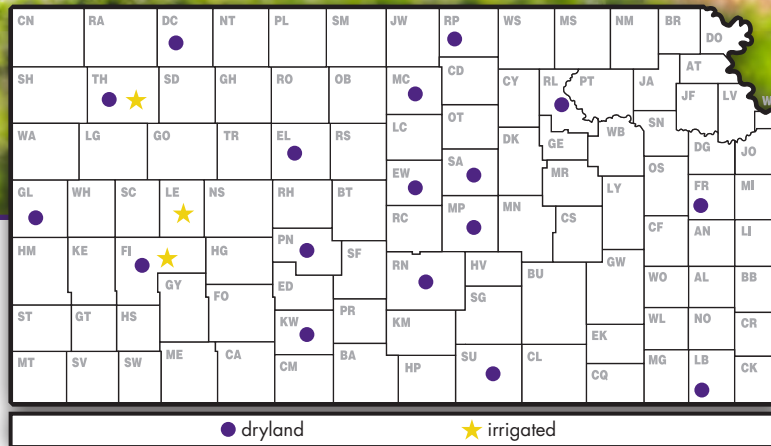 CN RA DC NT PL SM JW RP WS MS NM BR DO
SH TH SD GH RO OB MC CD CY RL PT JA AT
JF LV W
WA LG GO TR EL RS LC OT DK GE WB SN DG JO
GL WH SC LE NS RH BT EW SA MR LY OS FR MI
RC MP MN CS CF AN LI
HM KE FI HG PN SF RN HV BU GW WO AL BB
GY FO ED SG
ST GT HS PR KM EK WL NO CR
MT SV SW ME CA KW CM BA HP SU CL CQ MG LB CK
dryland irrigated